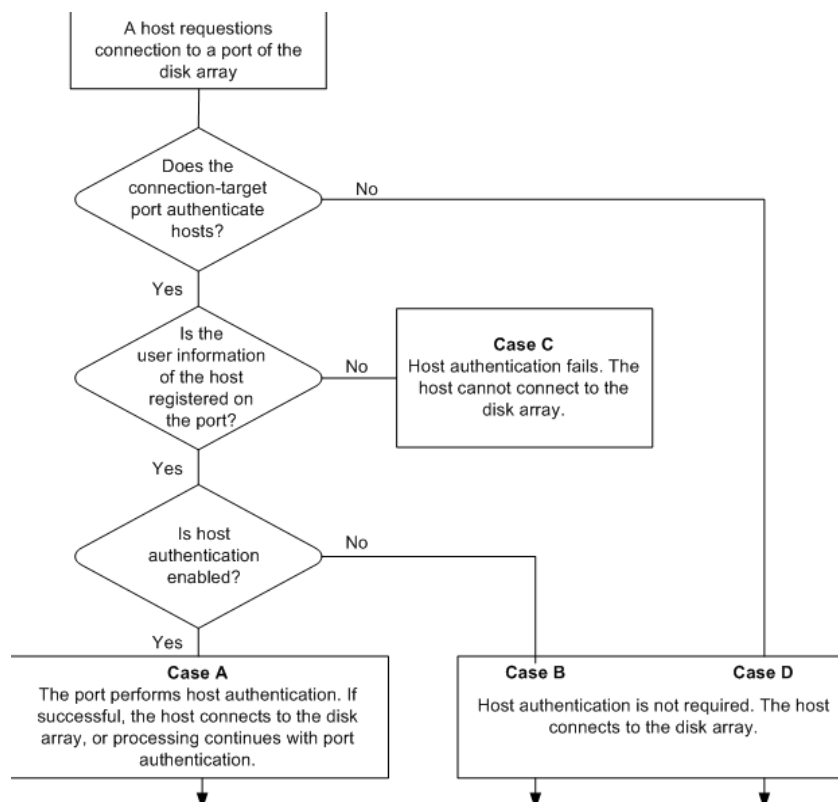 A host requestions
connection to a port of the
disk array
Does the
connection-target
port authenticate
hosts?
No
Yes
Is the
user information
of the host
registered on
the port?
No
Case C
Host authentication fails. The
host cannot connect to the
disk array.
Yes
Is host
authentication
enabled?
No
Yes
Case A
The port performs host authentication. If
successful, the host connects to the disk
array, or processing continues with port
authentication.
Case B
Case D
Host authentication is not required. The host
connects to the disk array.